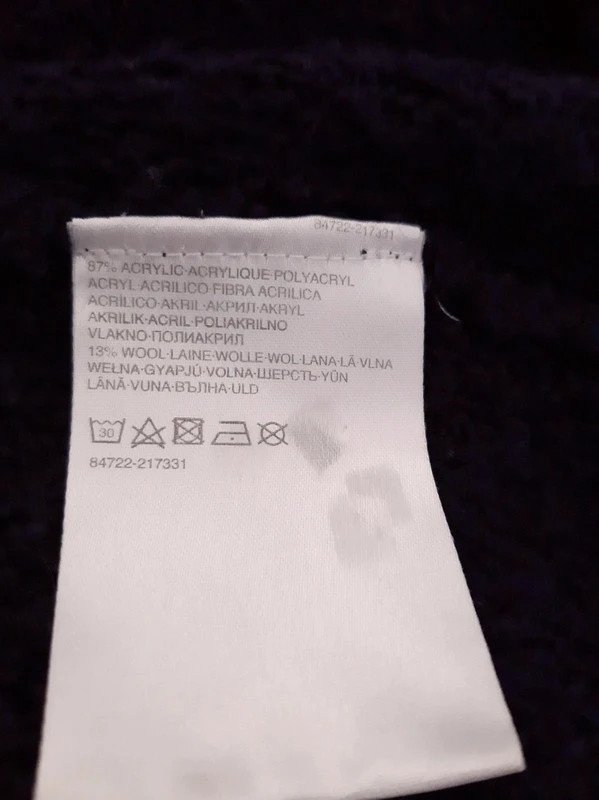 84722-217331
87% ACRYLIC·ACRYLIQUE·POLYACRYL
ACRYL·ACRILICO·FIBRA ACRILICA
ACRÍLICO·AKRIL·АКРИЛ·AKRYL
AKRILIK·ACRIL·POLIAKRILNO
VLAKNO·ПОЛИАКРИЛ
13% WOOL·LAINE·WOLLE·WOL·LANA·LÃ·VLNA
WEŁNA·GYAPJÚ·VOLNA·ШЕРСТЬ·YÜN
LÂNĂ·VUNA·ВЪЛНА·ULD
30
84722-217331